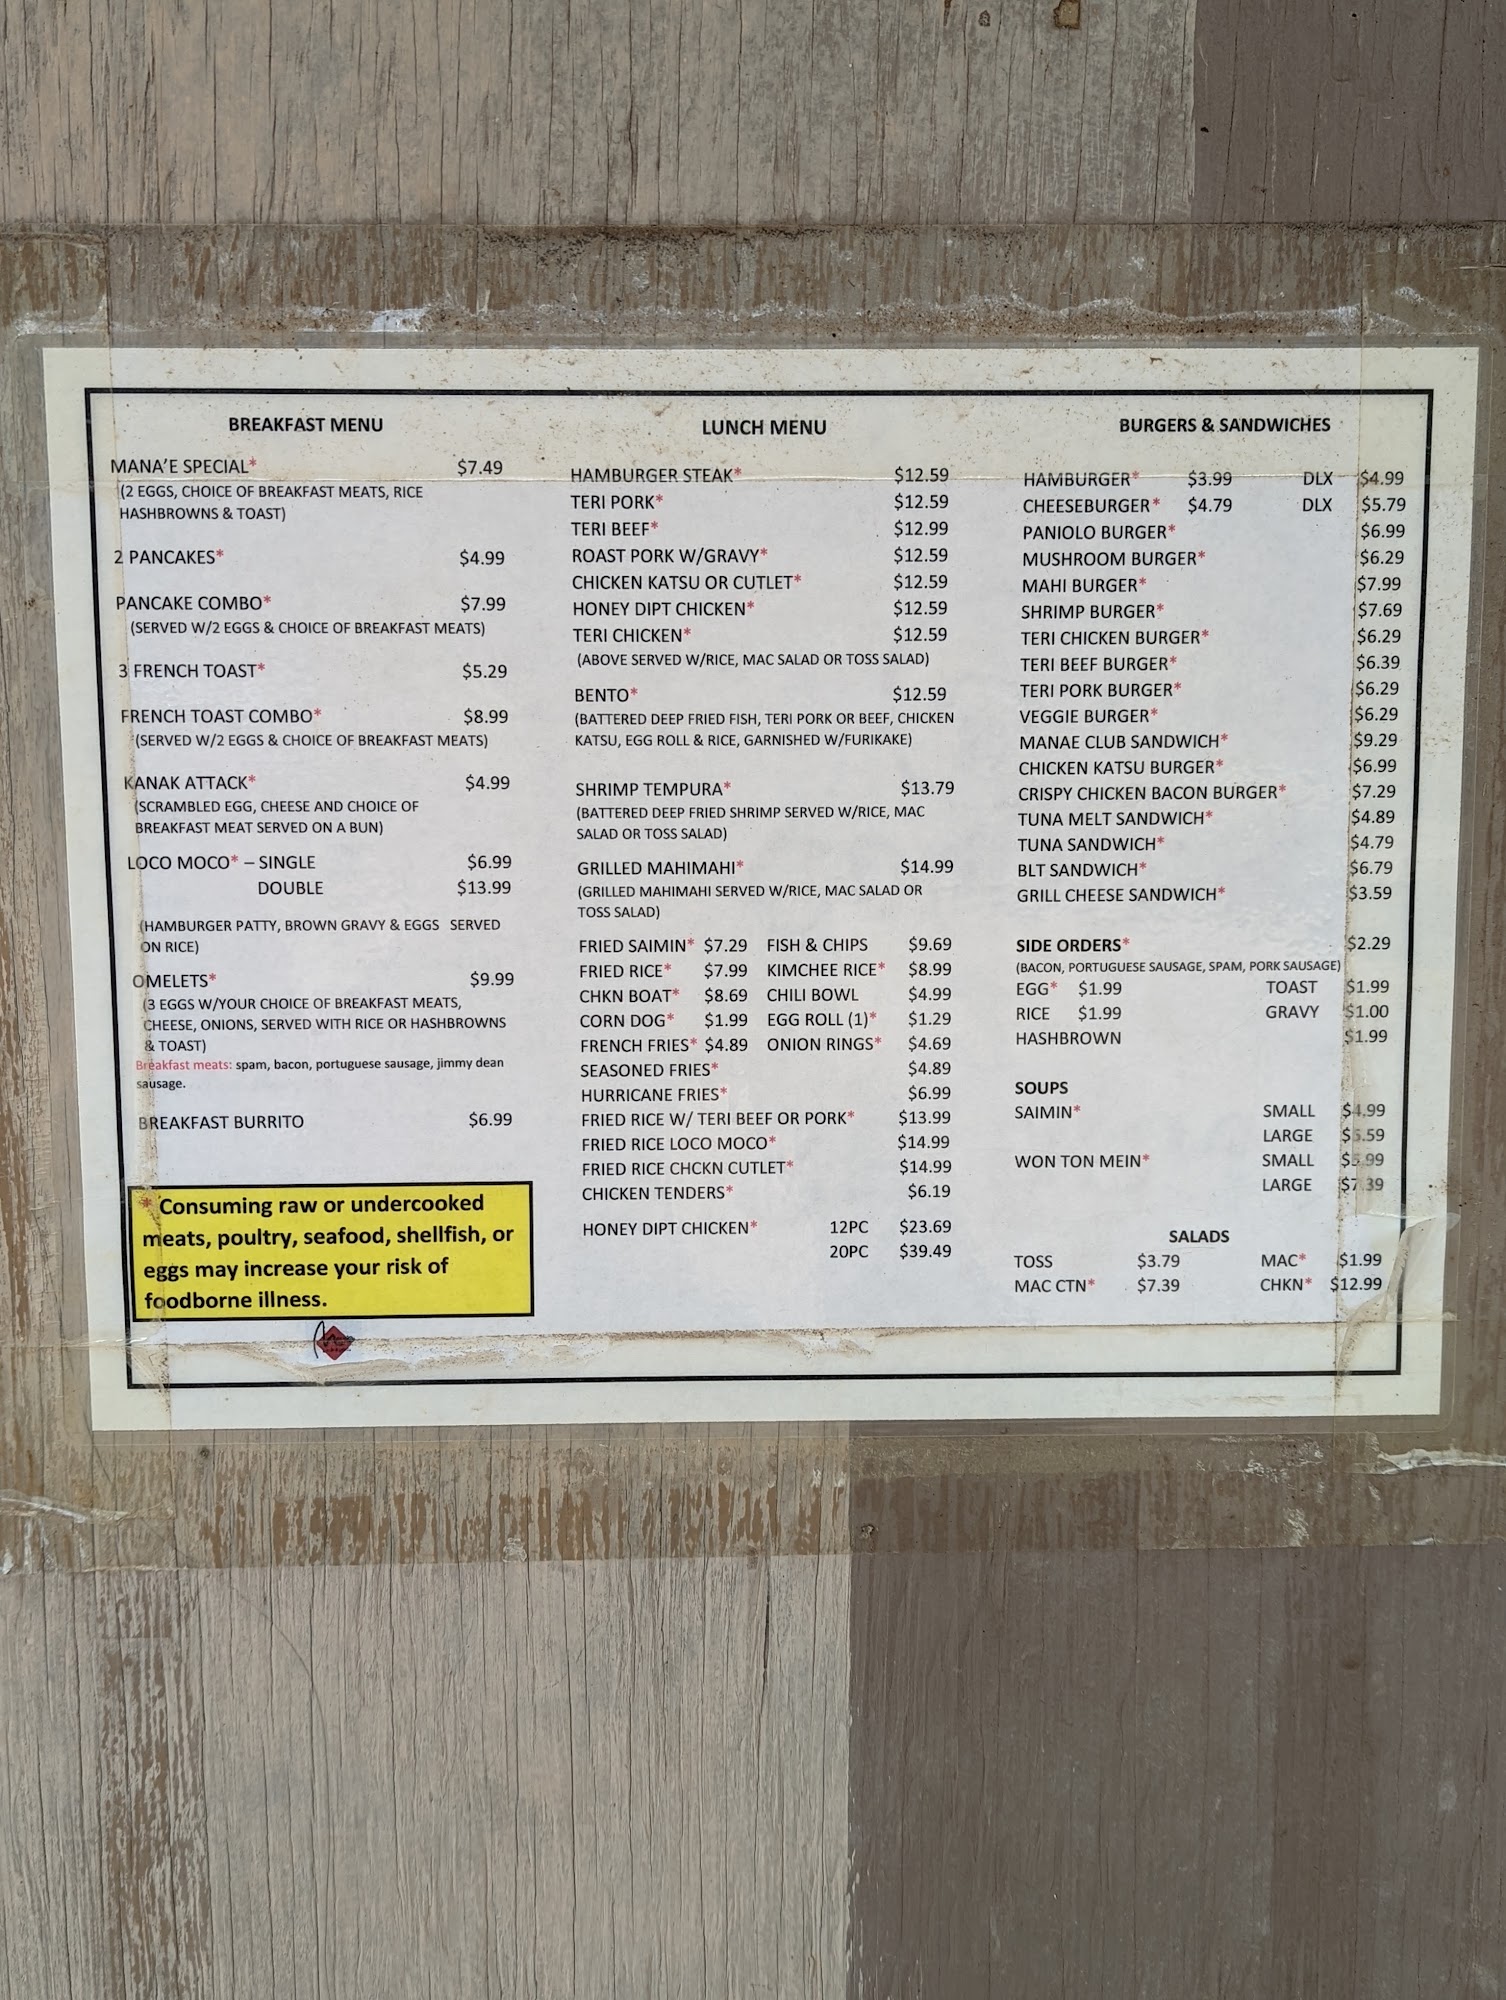 BREAKFAST MENU
MANA'E SPECIAL* $7.49
(2 EGGS, CHOICE OF BREAKFAST MEATS, RICE
HASHBROWNS & TOAST)
2 PANCAKES* $4.99
PANCAKE COMBO* $7.99
(SERVED W/2 EGGS & CHOICE OF BREAKFAST MEATS)
3 FRENCH TOAST* $5.29
FRENCH TOAST COMBO* $8.99
(SERVED W/2 EGGS & CHOICE OF BREAKFAST MEATS)
KANAK ATTACK* $4.99
(SCRAMBLED EGG, CHEESE AND CHOICE OF
BREAKFAST MEAT SERVED ON A BUN)
LOCO MOCO* – SINGLE $6.99
DOUBLE $13.99
(HAMBURGER PATTY, BROWN GRAVY & EGGS SERVED
ON RICE)
OMELETS* $9.99
(3 EGGS W/YOUR CHOICE OF BREAKFAST MEATS,
CHEESE, ONIONS, SERVED WITH RICE OR HASHBROWNS
& TOAST)
Breakfast meats: spam, bacon, portuguese sausage, jimmy dean
sausage.
BREAKFAST BURRITO $6.99
* Consuming raw or undercooked
meats, poultry, seafood, shellfish, or
eggs may increase your risk of
foodborne illness.
LUNCH MENU
HAMBURGER STEAK* $12.59
TERI PORK* $12.59
TERI BEEF* $12.99
ROAST PORK W/GRAVY* $12.59
CHICKEN KATSU OR CUTLET* $12.59
HONEY DIPT CHICKEN* $12.59
TERI CHICKEN* $12.59
(ABOVE SERVED W/RICE, MAC SALAD OR TOSS SALAD)
BENTO* $12.59
(BATTERED DEEP FRIED FISH, TERI PORK OR BEEF, CHICKEN
KATSU, EGG ROLL & RICE, GARNISHED W/FURIKAKE)
SHRIMP TEMPURA* $13.79
(BATTERED DEEP FRIED SHRIMP SERVED W/RICE, MAC
SALAD OR TOSS SALAD)
GRILLED MAHIMAHI* $14.99
(GRILLED MAHIMAHI SERVED W/RICE, MAC SALAD OR
TOSS SALAD)
FRIED SAIMIN* $7.29 FISH & CHIPS $9.69
FRIED RICE* $7.99 KIMCHEE RICE* $8.99
CHKN BOAT* $8.69 CHILI BOWL $4.99
CORN DOG* $1.99 EGG ROLL (1)* $1.29
FRENCH FRIES* $4.89 ONION RINGS* $4.69
SEASONED FRIES* $4.89
HURRICANE FRIES* $6.99
FRIED RICE W/ TERI BEEF OR PORK* $13.99
FRIED RICE LOCO MOCO* $14.99
FRIED RICE CHCKN CUTLET* $14.99
CHICKEN TENDERS* $6.19
HONEY DIPT CHICKEN* 12PC $23.69
20PC $39.49
BURGERS & SANDWICHES
HAMBURGER* $3.99 DLX $4.99
CHEESEBURGER* $4.79 DLX $5.79
PANIOLO BURGER* $6.99
MUSHROOM BURGER* $6.29
MAHI BURGER* $7.99
SHRIMP BURGER* $7.69
TERI CHICKEN BURGER* $6.29
TERI BEEF BURGER* $6.39
TERI PORK BURGER* $6.29
VEGGIE BURGER* $6.29
MANAE CLUB SANDWICH* $9.29
CHICKEN KATSU BURGER* $6.99
CRISPY CHICKEN BACON BURGER* $7.29
TUNA MELT SANDWICH* $4.89
TUNA SANDWICH* $4.79
BLT SANDWICH* $6.79
GRILL CHEESE SANDWICH* $3.59
SIDE ORDERS* $2.29
(BACON, PORTUGUESE SAUSAGE, SPAM, PORK SAUSAGE)
EGG* $1.99 TOAST $1.99
RICE $1.99 GRAVY $1.00
HASHBROWN $1.99
SOUPS
SAIMIN* SMALL $4.99
LARGE $5.59
WON TON MEIN* SMALL $5.99
LARGE $7.39
SALADS
TOSS $3.79 MAC* $1.99
MAC CTN* $7.39 CHKN* $12.99